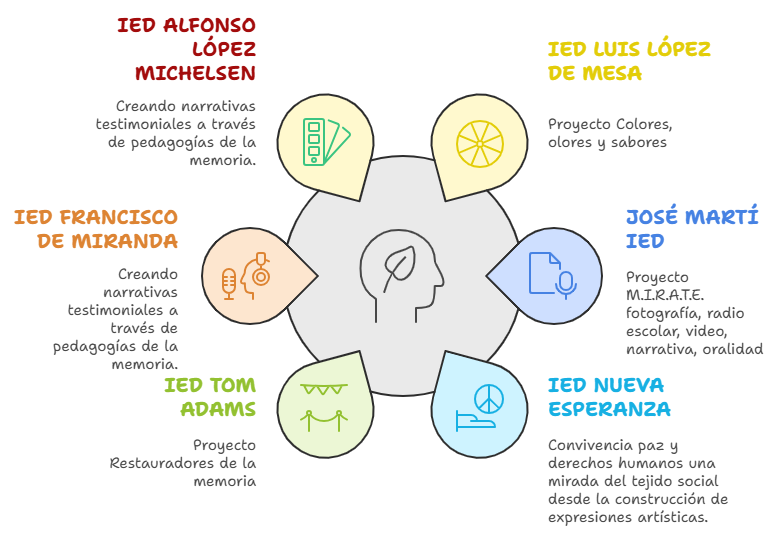 IED ALFONSO
LÓPEZ
MICHELSEN
Creando narrativas
testimoniales a través
de pedagogías de la
memoria.
IED LUIS LÓPEZ
DE MESA
Proyecto Colores,
olores y sabores
IED FRANCISCO
DE MIRANDA
Creando
narrativas
testimoniales a
través de
pedagogías de la
memoria.
JOSÉ MARTÍ
IED
Proyecto
M.I.R.A.T.E.
fotografía, radio
escolar, video,
narrativa, oralidad
IED TOM
ADAMS
Proyecto
Restauradores de la
memoria
IED NUEVA
ESPERANZA
Convivencia paz y
derechos humanos una
mirada del tejido social
desde la construcción de
expresiones artísticas.